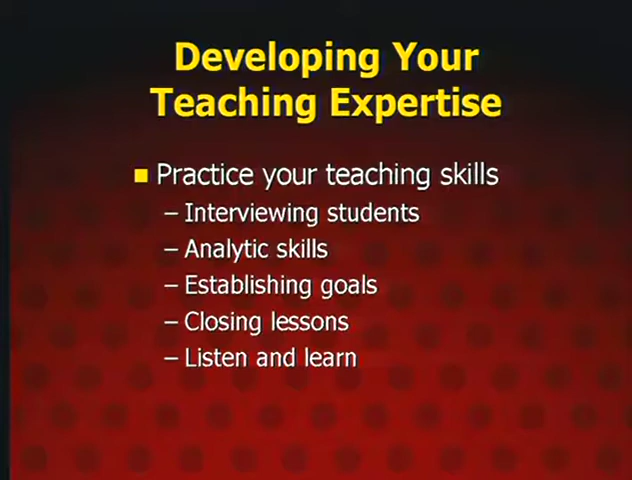 Developing Your
Teaching Expertise
Practice your teaching skills
– Interviewing students
– Analytic skills
– Establishing goals
– Closing lessons
– Listen and learn